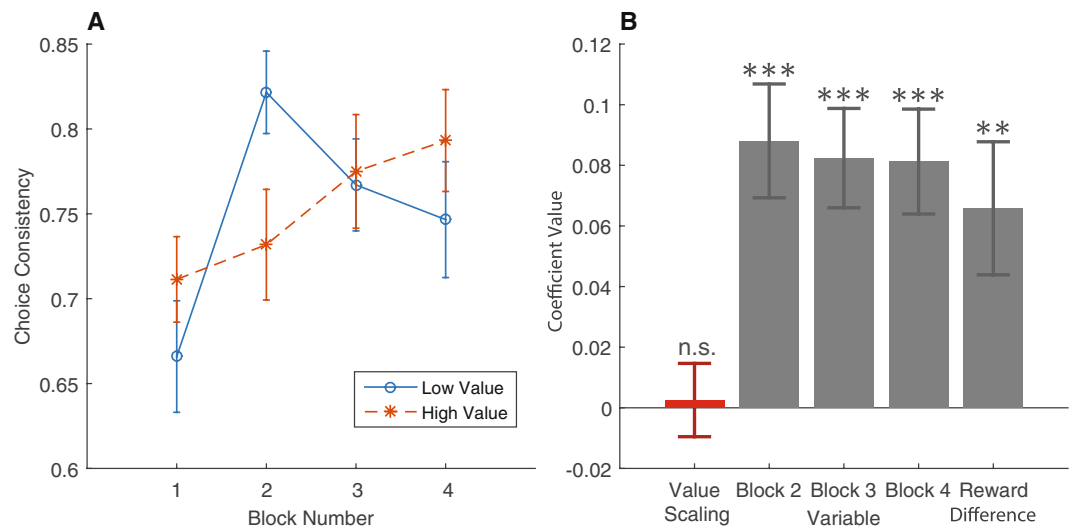 A
0.85
0.8
0.75
0.7
0.65
0.6
Choice Consistency
1 2 3 4
Block Number
Low Value
High Value
B
0.12
0.1
0.08
0.06
0.04
0.02
0
-0.02
Coefficient Value
n.s.
***
***
***
**
Value Scaling
Block 2
Block 3
Block 4
Reward Difference
Variable